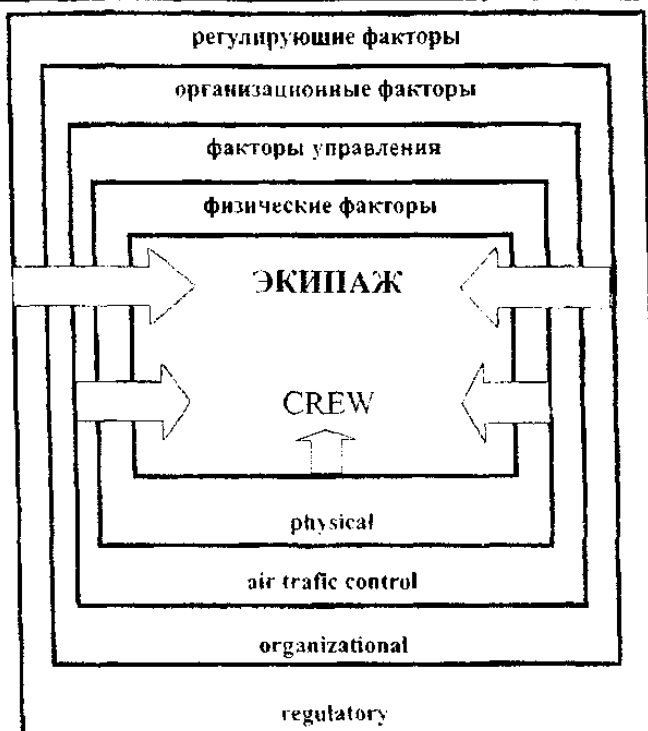 регулирующие факторы
организационные факторы
факторы управления
физические факторы
ЭКИПАЖ
CREW
physical
air trafic control
organizational
regulatory